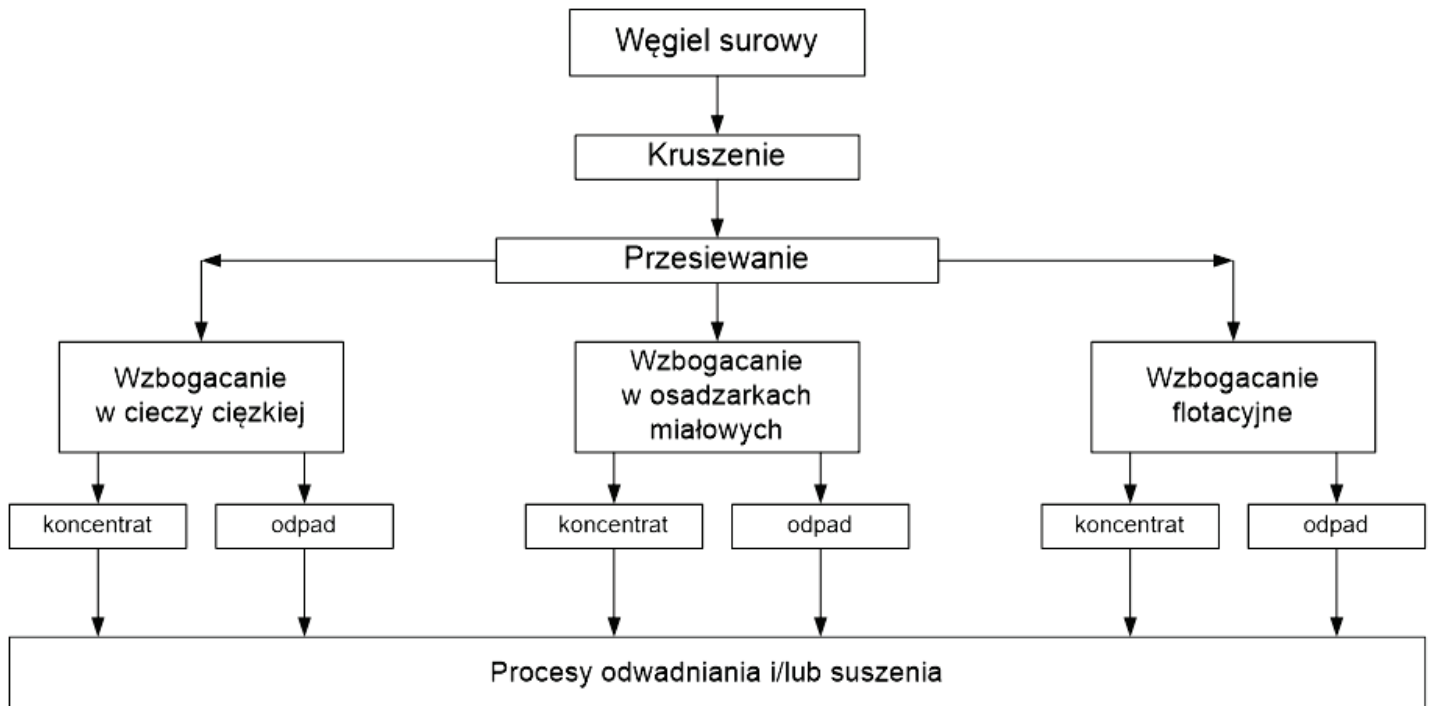 Węgiel surowy
Kruszenie
Przesiewanie
Wzbogacanie
w cieczy cięzkiej
Wzbogacanie
w osadzarkach
miałowych
Wzbogacanie
flotacyjne
koncentrat
odpad
koncentrat
odpad
koncentrat
odpad
Procesy odwadniania i/lub suszenia